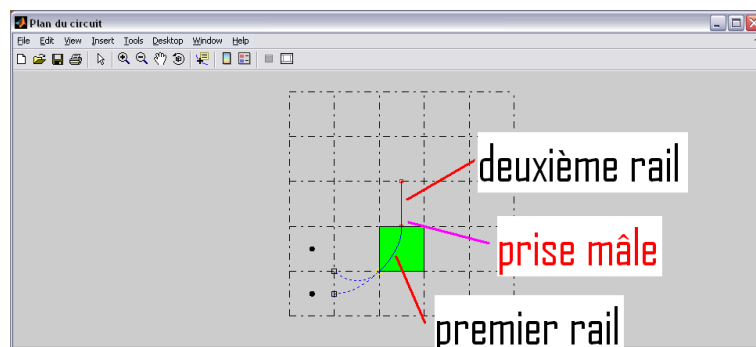 Plan du circuit
File Edit View Insert Tools Desktop Window Help
deuxième rail
prise mâle
premier rail